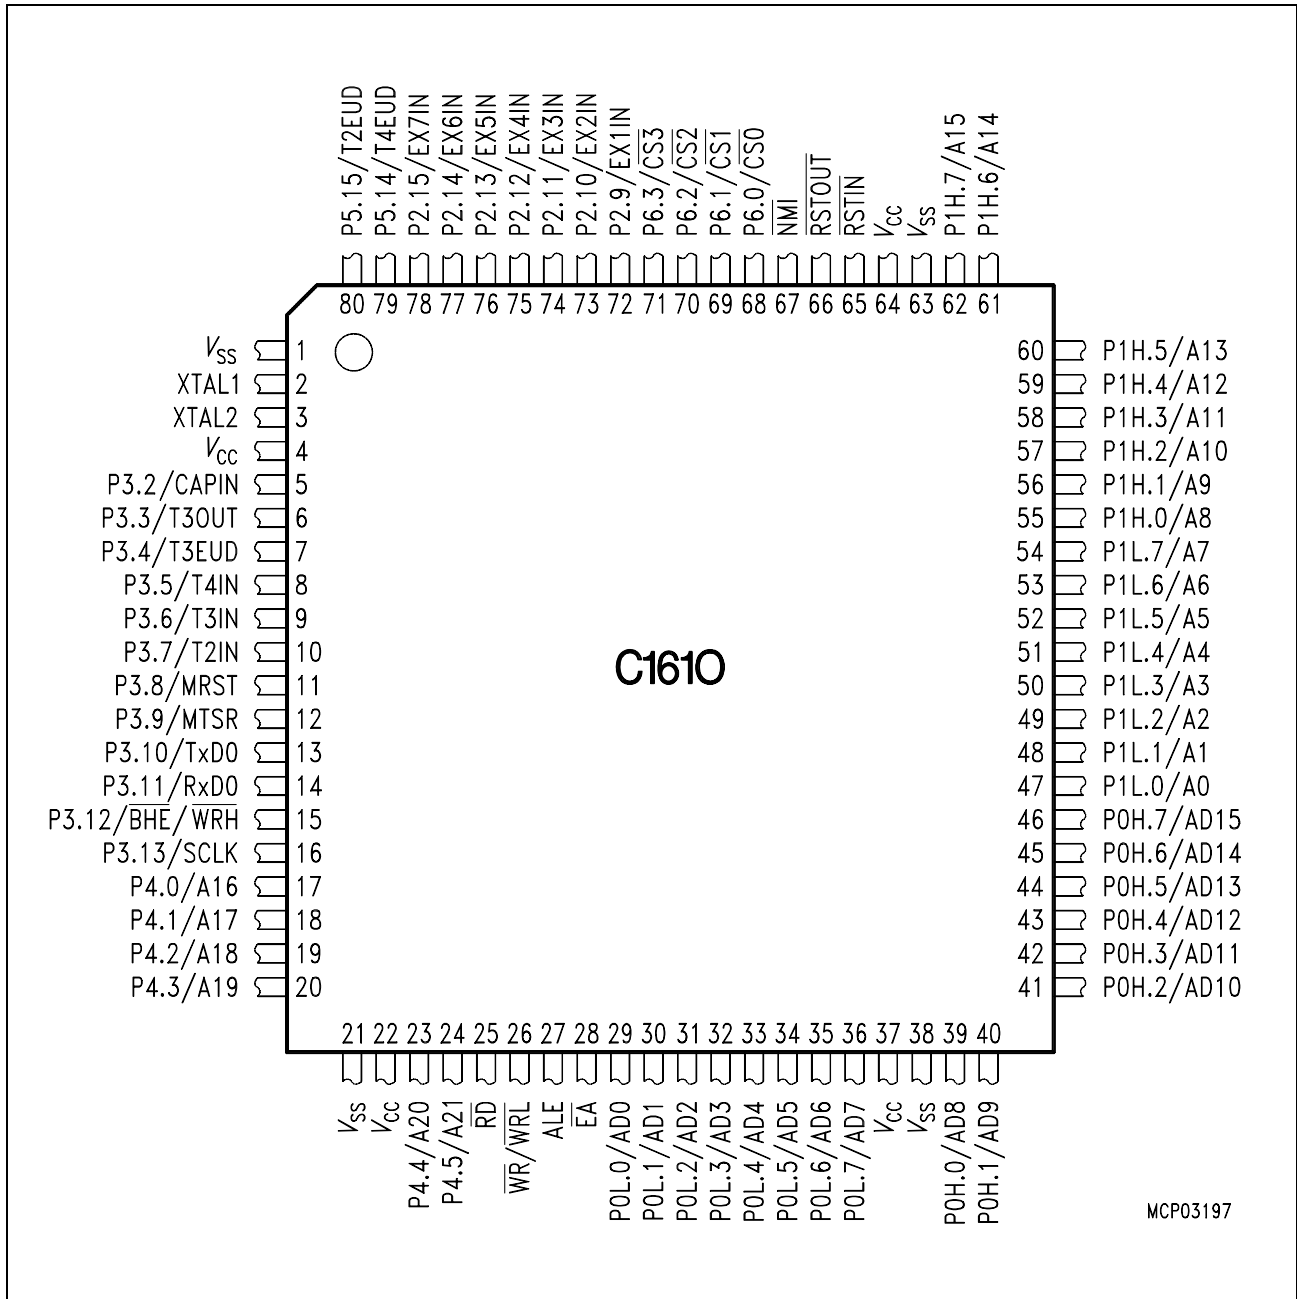 P5.15/T2EUD
P5.14/T4EUD
P2.15/EX7IN
P2.14/EX6IN
P2.13/EX5IN
P2.12/EX4IN
P2.11/EX3IN
P2.10/EX2IN
P2.9/EX1IN
P6.3/CS3
P6.2/CS2
P6.1/CS1
P6.0/CS0
NMI
RSTOUT
RSTIN
VCC
VSS
P1H.7/A15
P1H.6/A14
80 79 78 77 76 75 74 73 72 71 70 69 68 67 66 65 64 63 62 61
VSS 1
XTAL1 2
XTAL2 3
VCC 4
P3.2/CAPIN 5
P3.3/T3OUT 6
P3.4/T3EUD 7
P3.5/T4IN 8
P3.6/T3IN 9
P3.7/T2IN 10
P3.8/MRST 11
P3.9/MTSR 12
P3.10/TxD0 13
P3.11/RxD0 14
P3.12/BHE/WRH 15
P3.13/SCLK 16
P4.0/A16 17
P4.1/A17 18
P4.2/A18 19
P4.3/A19 20
C161O
60 P1H.5/A13
59 P1H.4/A12
58 P1H.3/A11
57 P1H.2/A10
56 P1H.1/A9
55 P1H.0/A8
54 P1L.7/A7
53 P1L.6/A6
52 P1L.5/A5
51 P1L.4/A4
50 P1L.3/A3
49 P1L.2/A2
48 P1L.1/A1
47 P1L.0/A0
46 P0H.7/AD15
45 P0H.6/AD14
44 P0H.5/AD13
43 P0H.4/AD12
42 P0H.3/AD11
41 P0H.2/AD10
21 22 23 24 25 26 27 28 29 30 31 32 33 34 35 36 37 38 39 40
VSS
VCC
P4.4/A20
P4.5/A21
RD
WR/WRL
ALE
EA
P0L.0/AD0
P0L.1/AD1
P0L.2/AD2
P0L.3/AD3
P0L.4/AD4
P0L.5/AD5
P0L.6/AD6
P0L.7/AD7
VCC
VSS
P0H.0/AD8
P0H.1/AD9
MCP03197